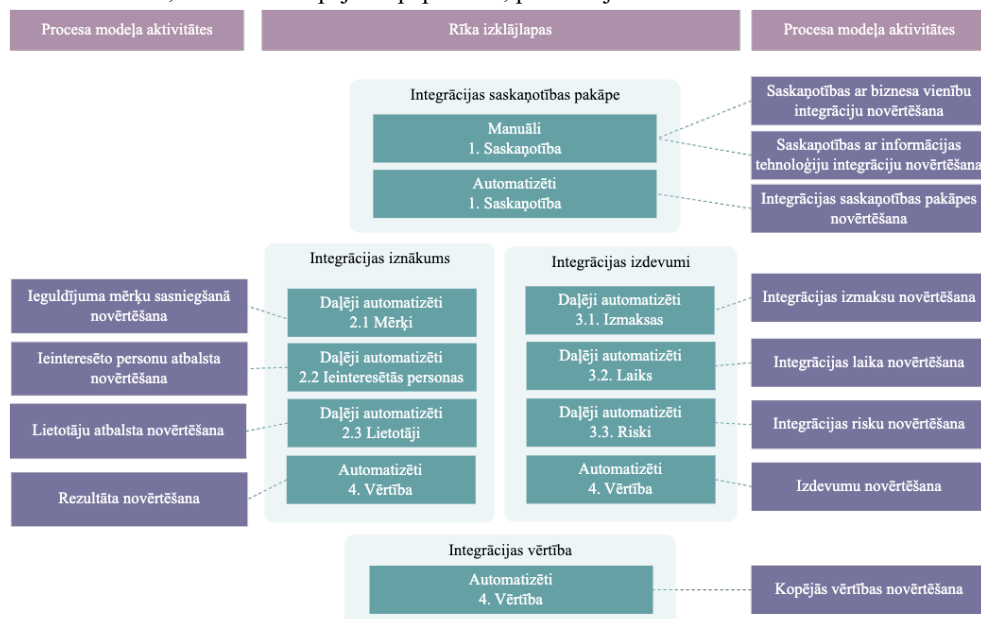 Procesa modeļa aktivitātes
Rīka izklājlapas
Procesa modeļa aktivitātes
Integrācijas saskaņotības pakāpe
Manuāli
1. Saskaņotība
Automatizēti
1. Saskaņotība
Saskaņotības ar biznesa vienību
integrāciju novērtēšana
Saskaņotības ar informācijas
tehnoloģiju integrāciju novērtēšana
Integrācijas saskaņotības pakāpes
novērtēšana
Integrācijas iznākums
Ieguldījuma mērķu sasniegšanā
novērtēšana
Daļēji automatizēti
2.1 Mērķi
Ieinteresēto personu atbalsta
novērtēšana
Daļēji automatizēti
2.2 Ieinteresētās personas
Lietotāju atbalsta novērtēšana
Daļēji automatizēti
2.3 Lietotāji
Rezultāta novērtēšana
Automatizēti
4. Vērtība
Integrācijas izdevumi
Daļēji automatizēti
3.1. Izmaksas
Integrācijas izmaksu novērtēšana
Daļēji automatizēti
3.2. Laiks
Integrācijas laika novērtēšana
Daļēji automatizēti
3.3. Riski
Integrācijas risku novērtēšana
Automatizēti
4. Vērtība
Izdevumu novērtēšana
Integrācijas vērtība
Automatizēti
4. Vērtība
Kopējās vērtības novērtēšana